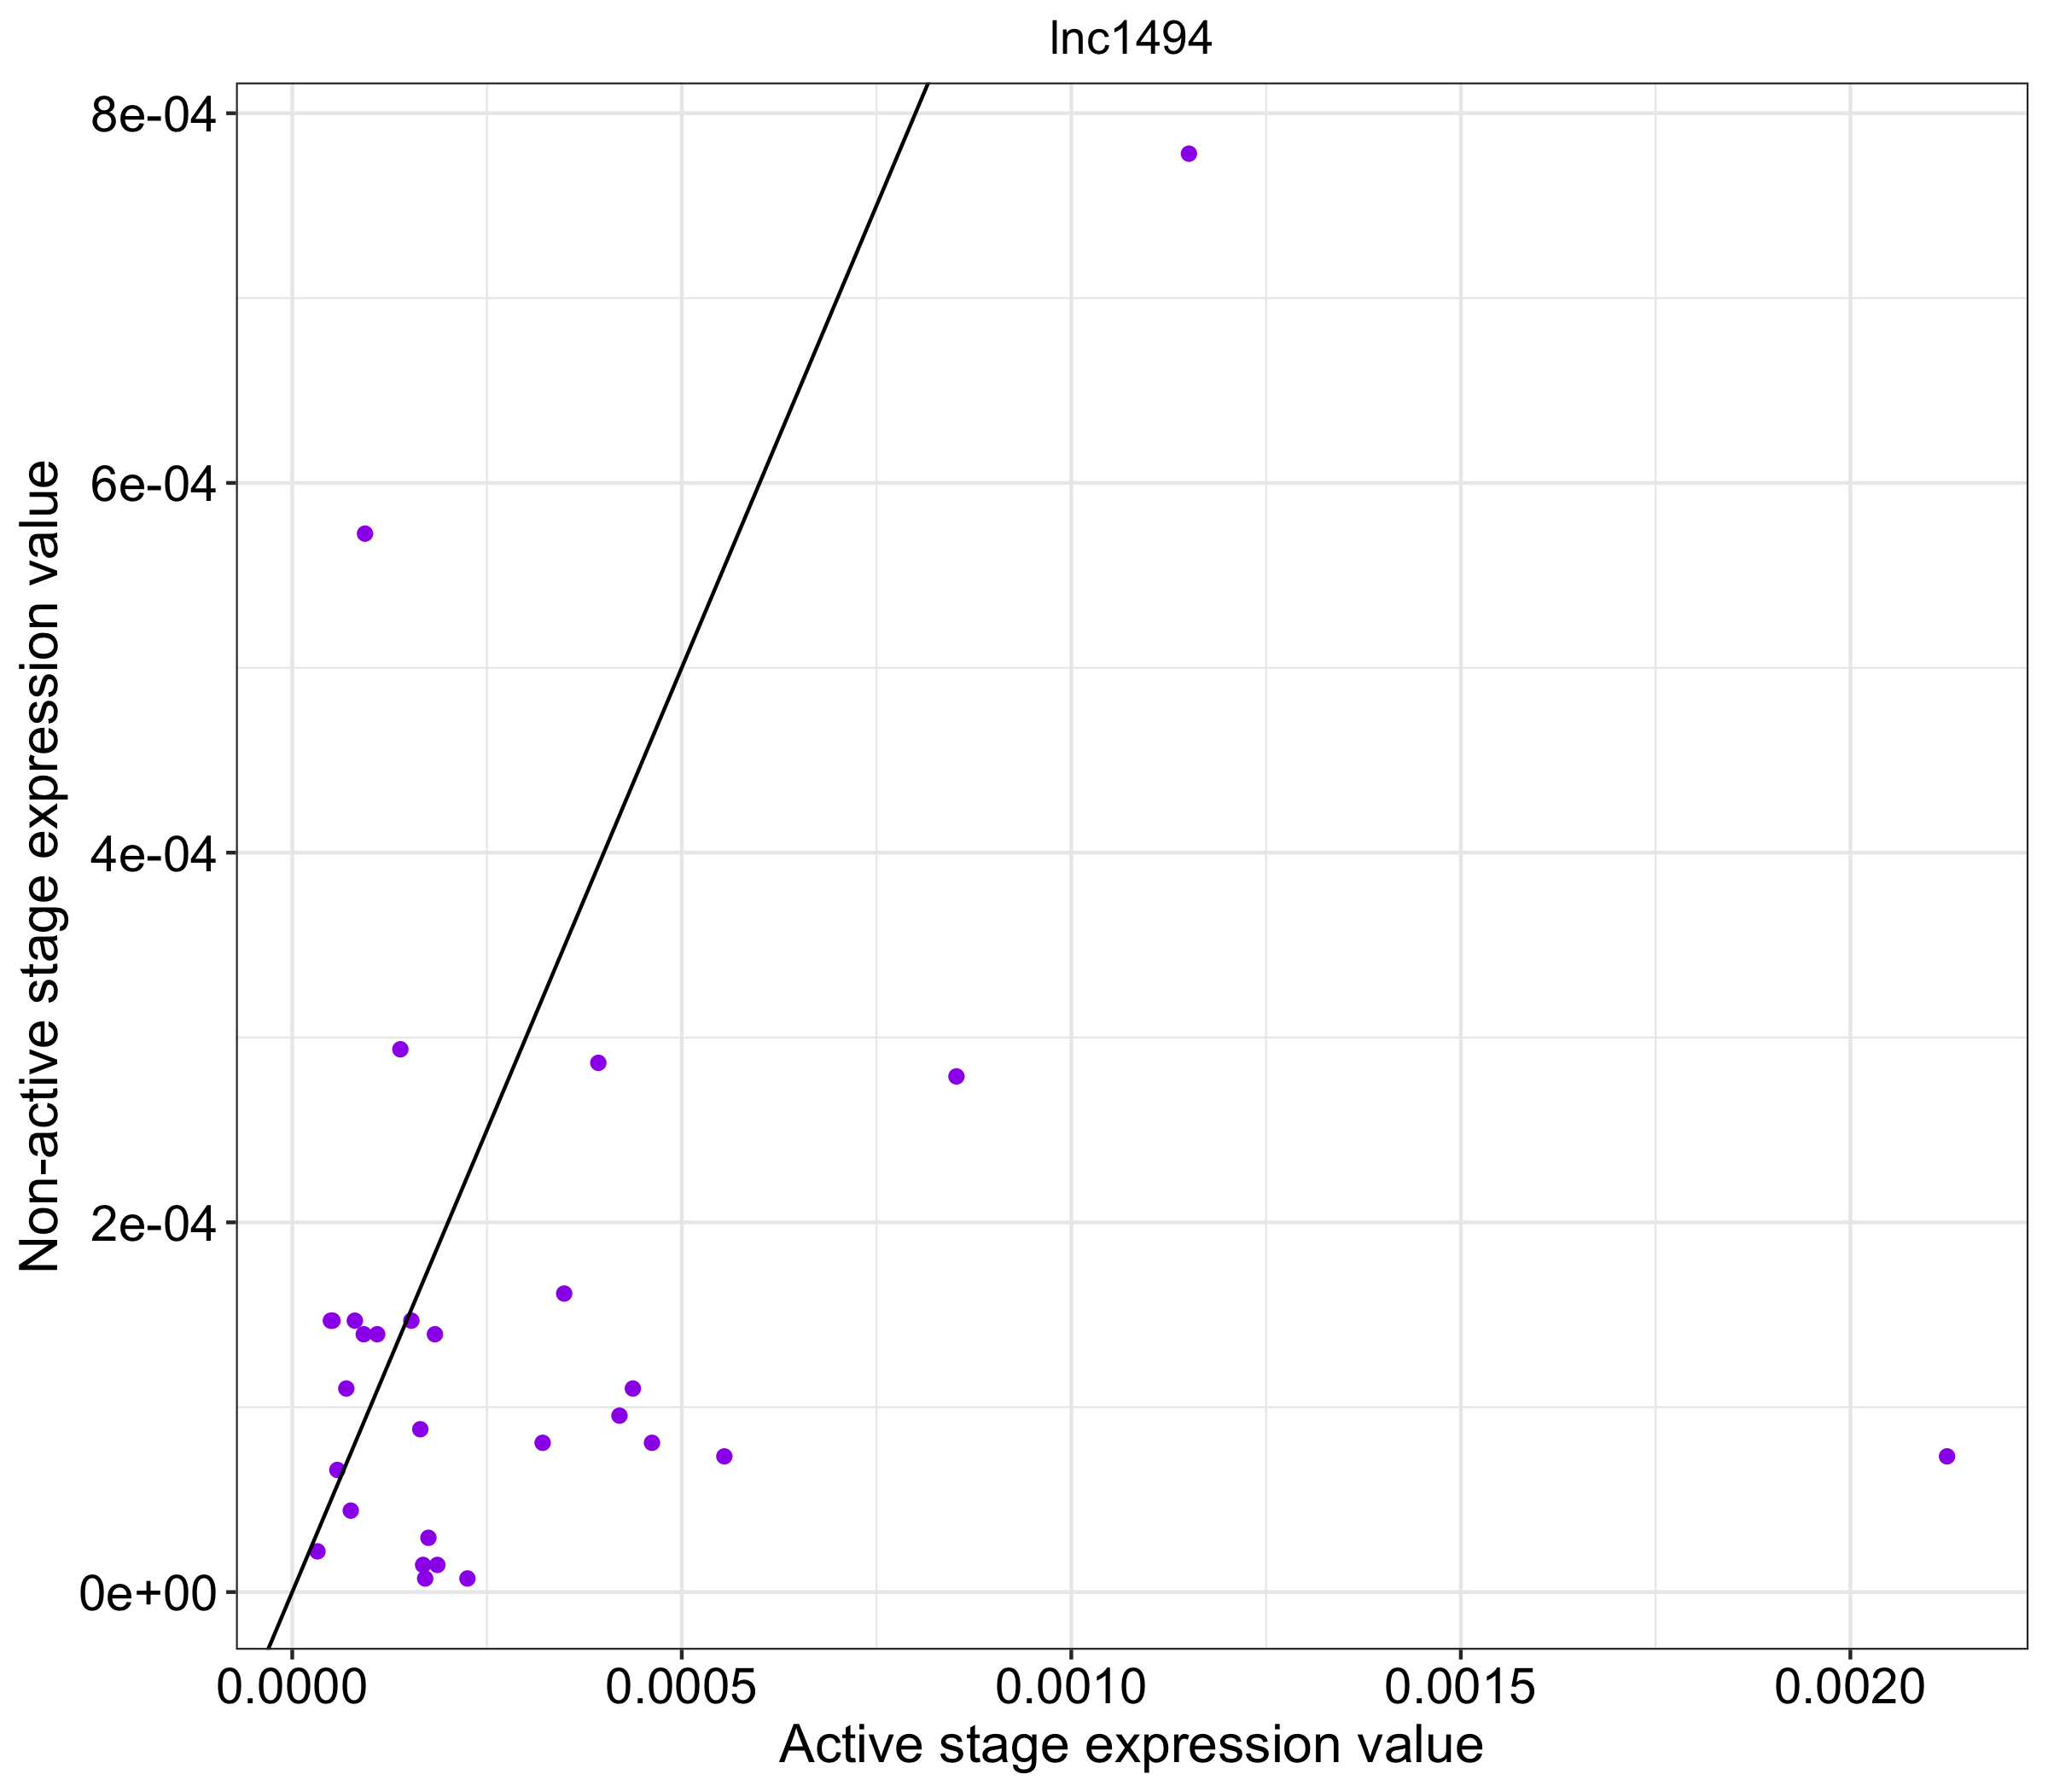 lnc1494
8e-04
6e-04
4e-04
2e-04
0e+00
Non-active stage expression value
0.0000 0.0005 0.0010 0.0015 0.0020
Active stage expression value